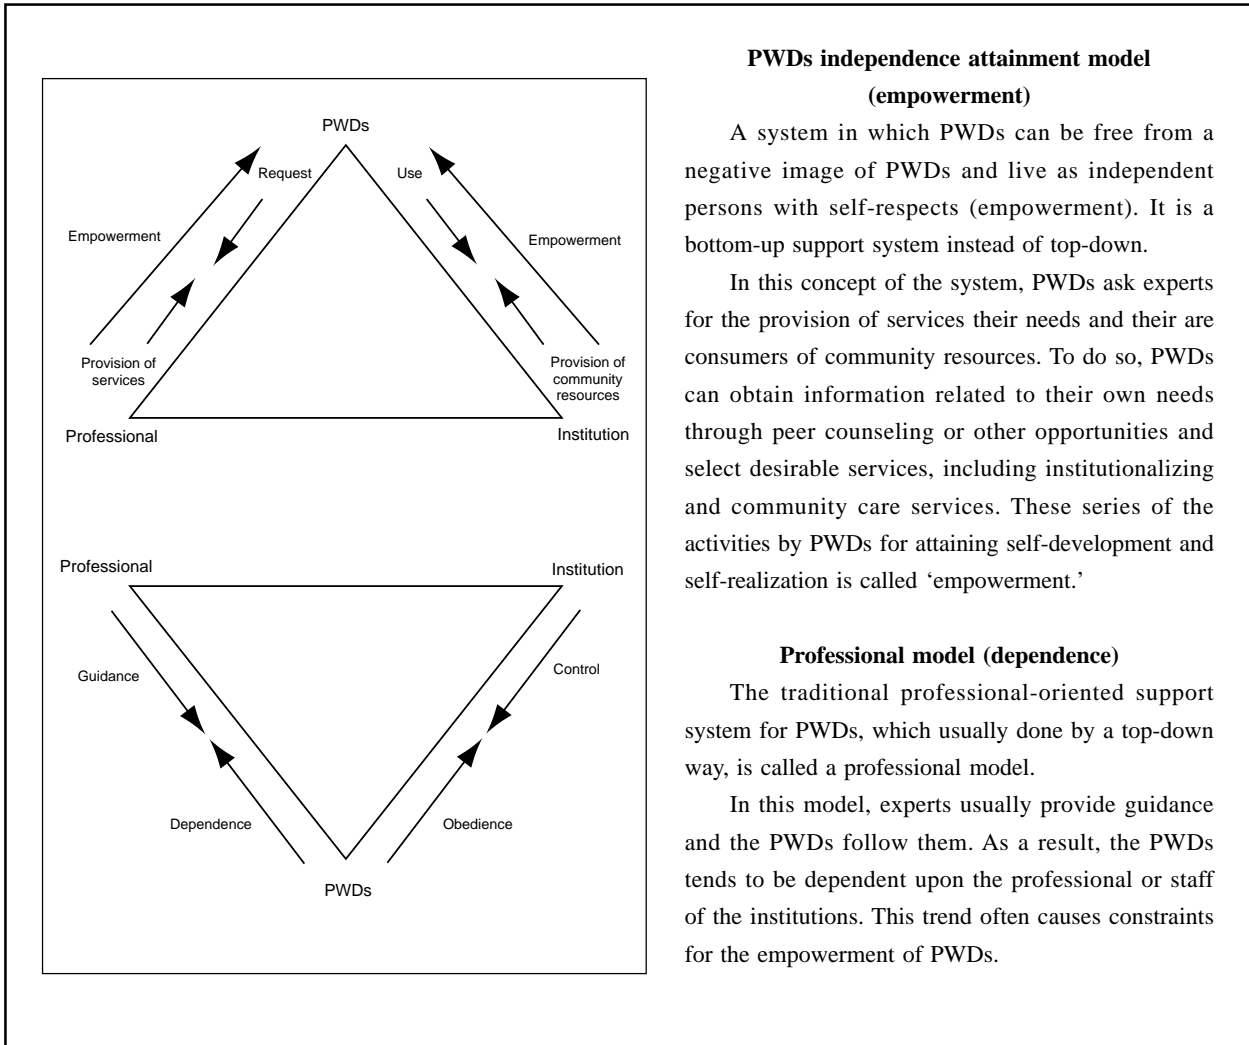 PWDs
Request
Use
Empowerment
Empowerment
Provision of
services
Provision of
community
resources
Professional
Institution
Professional
Institution
Guidance
Control
Dependence
Obedience
PWDs
PWDs independence attainment model
(empowerment)
A system in which PWDs can be free from a
negative image of PWDs and live as independent
persons with self-respects (empowerment). It is a
bottom-up support system instead of top-down.
In this concept of the system, PWDs ask experts
for the provision of services their needs and their are
consumers of community resources. To do so, PWDs
can obtain information related to their own needs
through peer counseling or other opportunities and
select desirable services, including institutionalizing
and community care services. These series of the
activities by PWDs for attaining self-development and
self-realization is called ‘empowerment.’
Professional model (dependence)
The traditional professional-oriented support
system for PWDs, which usually done by a top-down
way, is called a professional model.
In this model, experts usually provide guidance
and the PWDs follow them. As a result, the PWDs
tends to be dependent upon the professional or staff
of the institutions. This trend often causes constraints
for the empowerment of PWDs.